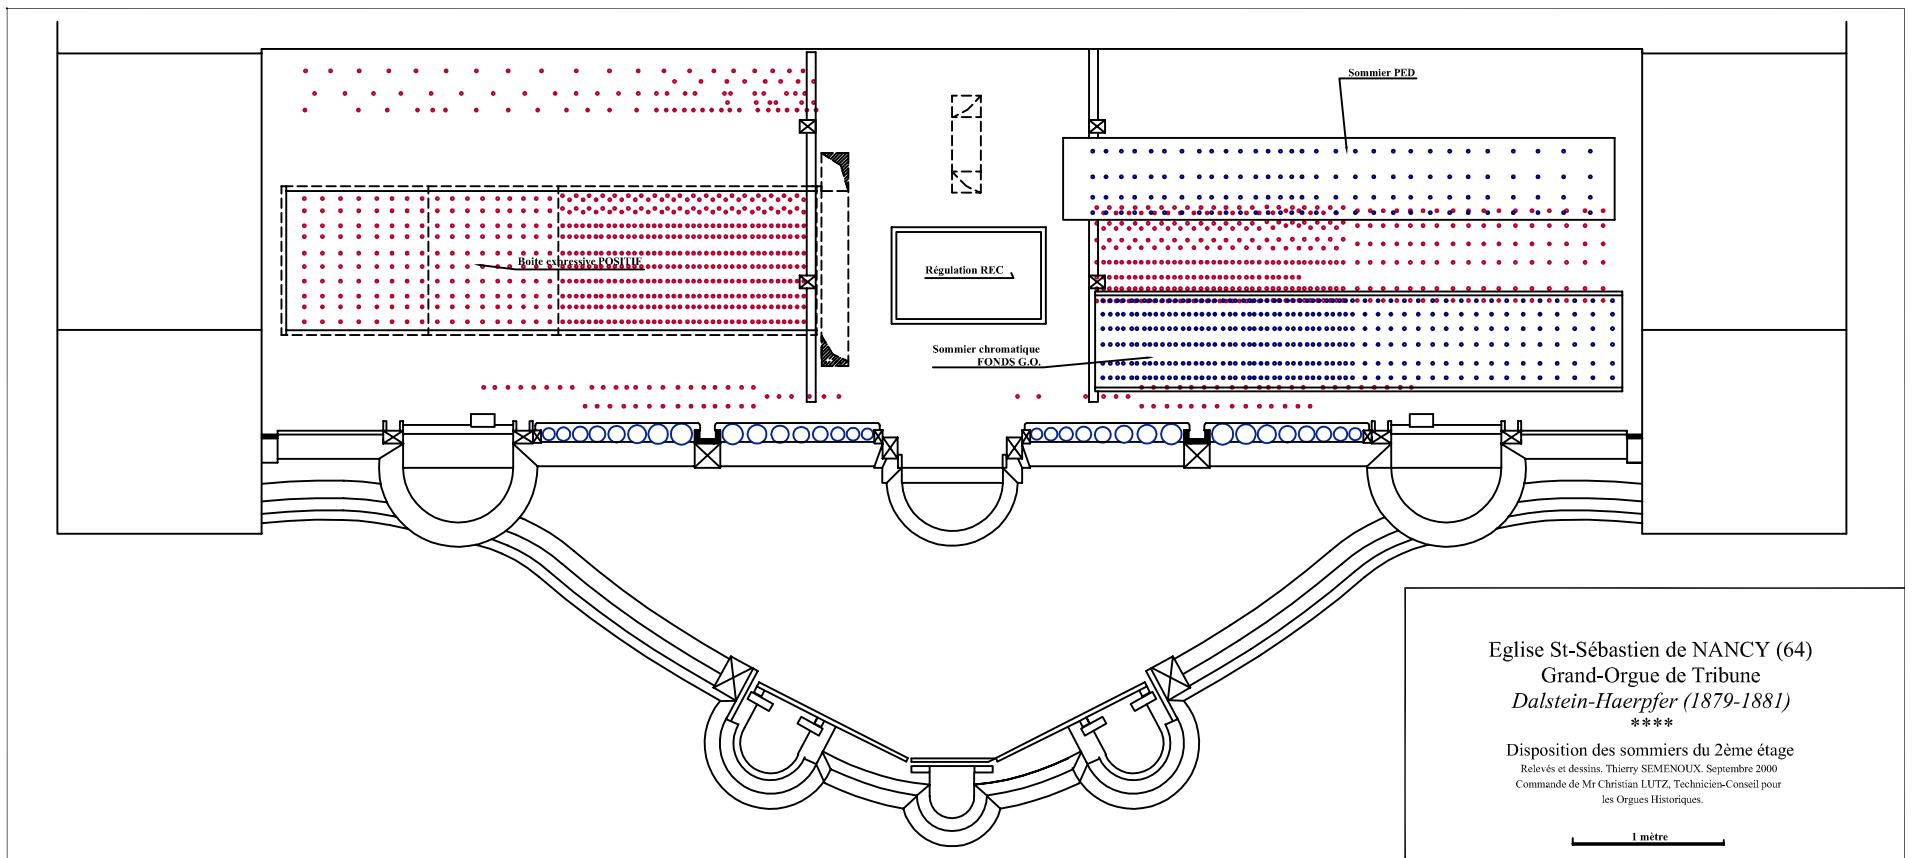 Sommier PED
Boite expressive POSITIF
Régulation REC
Sommier chromatique
FONDS G.O.
Eglise St-Sébastien de NANCY (64)
Grand-Orgue de Tribune
Dalstein-Haerpfer (1879-1881)
****
Disposition des sommiers du 2ème étage
Relevés et dessins. Thierry SEMENOUX. Septembre 2000
Commande de Mr Christian LUTZ, Technicien-Conseil pour
les Orgues Historiques.
1 mètre